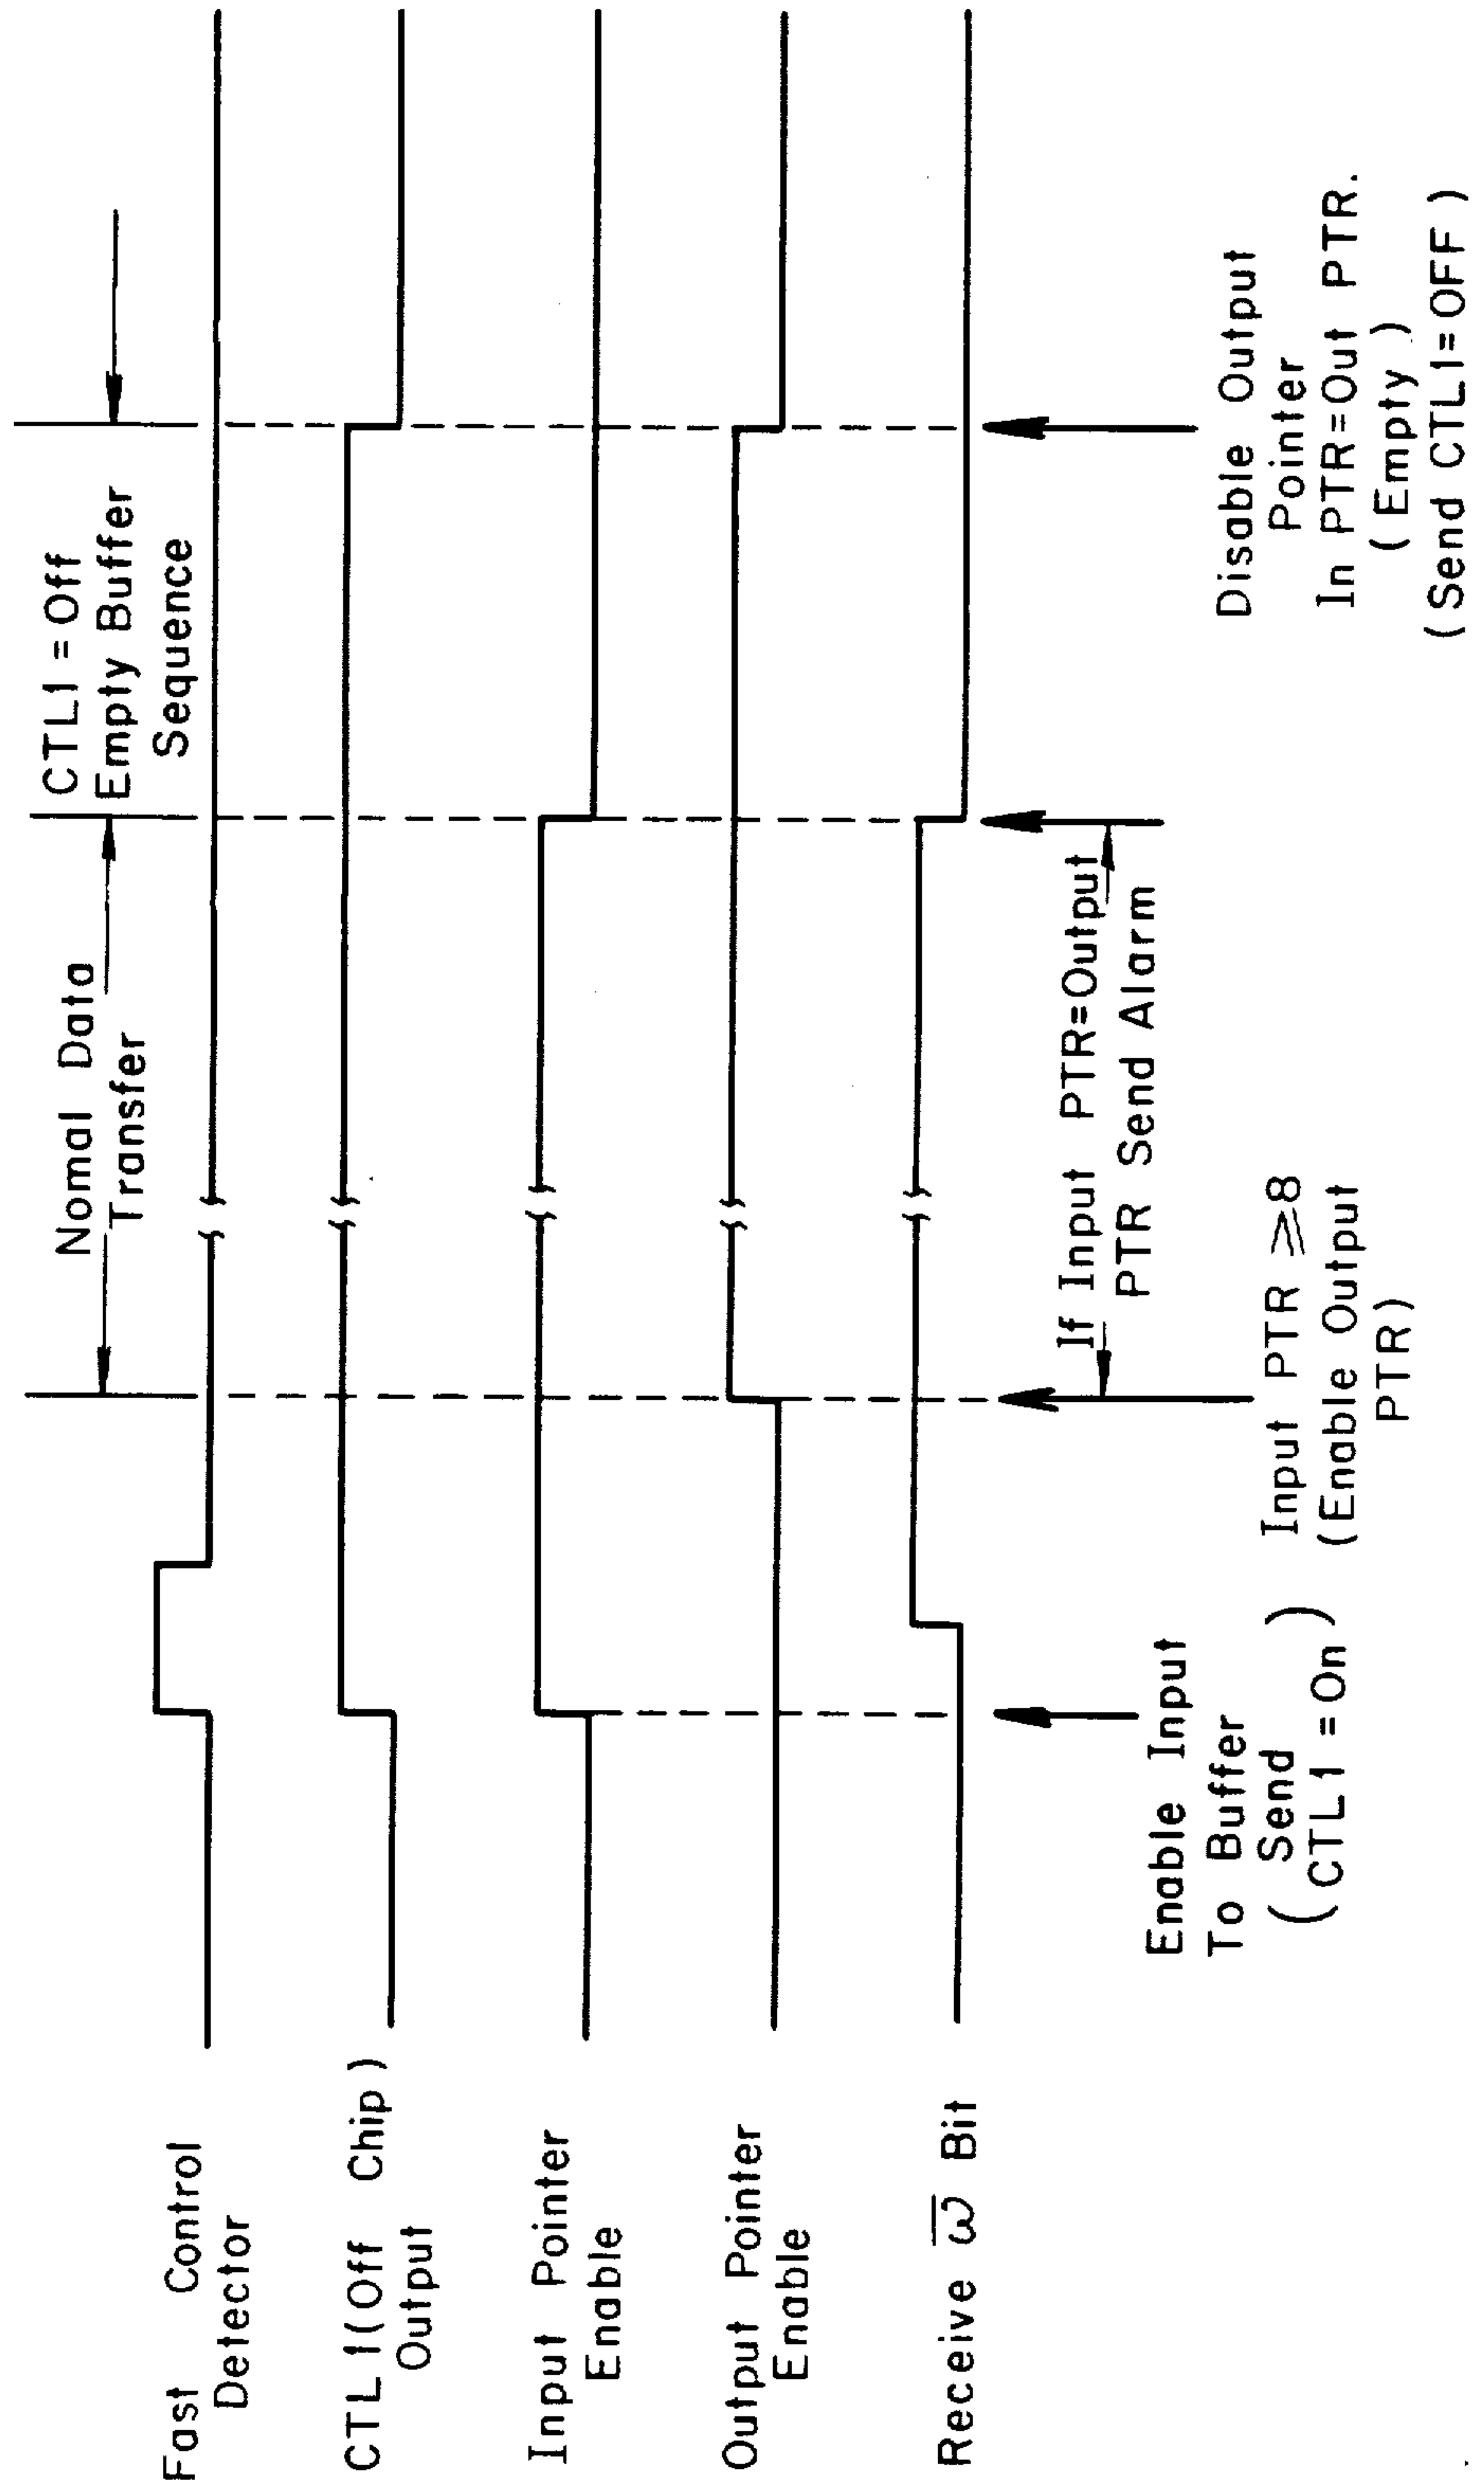 Nomal Data
Transfer
CTL1 = Off
Empty Buffer
Sequence
Fast Control
Detector
CTL1(Off Chip)
Output
Input Pointer
Enable
Output Pointer
Enable
Receive ω̅ Bit
Enable Input
To Buffer
( Send )
(CTL1 = On)
Input PTR ≥8
(Enable Output
PTR)
If Input PTR=Output
PTR Send Alarm
Disable Output
Pointer
In PTR=Out PTR.
(Empty)
(Send CTL1=OFF)